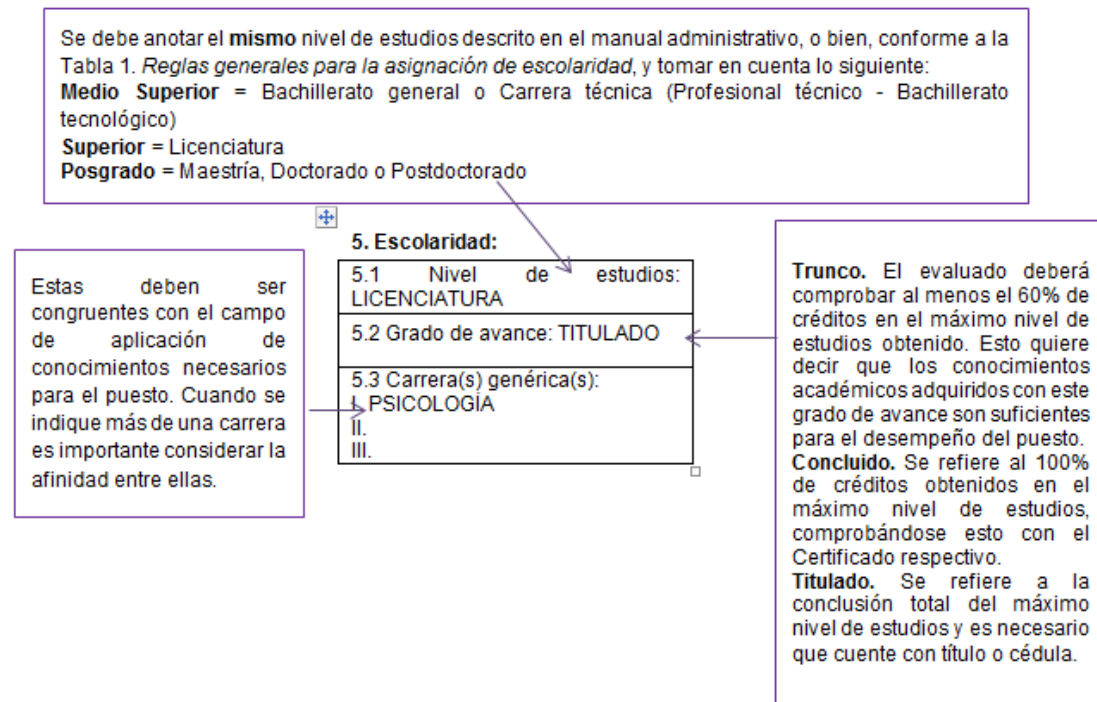 Se debe anotar el mismo nivel de estudios descrito en el manual administrativo, o bien, conforme a la
Tabla 1. Reglas generales para la asignación de escolaridad, y tomar en cuenta lo siguiente:
Medio Superior = Bachillerato general o Carrera técnica (Profesional técnico - Bachillerato
tecnológico)
Superior = Licenciatura
Posgrado = Maestría, Doctorado o Postdoctorado
Estas deben ser
congruentes con el campo
de aplicación de
conocimientos necesarios
para el puesto. Cuando se
indique más de una carrera
es importante considerar la
afinidad entre ellas.
5. Escolaridad:
5.1 Nivel de estudios:
LICENCIATURA
5.2 Grado de avance: TITULADO
5.3 Carrera(s) genérica(s):
I. PSICOLOGÍA
II.
III.
Trunco. El evaluado deberá
comprobar al menos el 60% de
créditos en el máximo nivel de
estudios obtenido. Esto quiere
decir que los conocimientos
académicos adquiridos con este
grado de avance son suficientes
para el desempeño del puesto.
Concluido. Se refiere al 100%
de créditos obtenidos en el
máximo nivel de estudios,
comprobándose esto con el
Certificado respectivo.
Titulado. Se refiere a la
conclusión total del máximo
nivel de estudios y es necesario
que cuente con título o cédula.